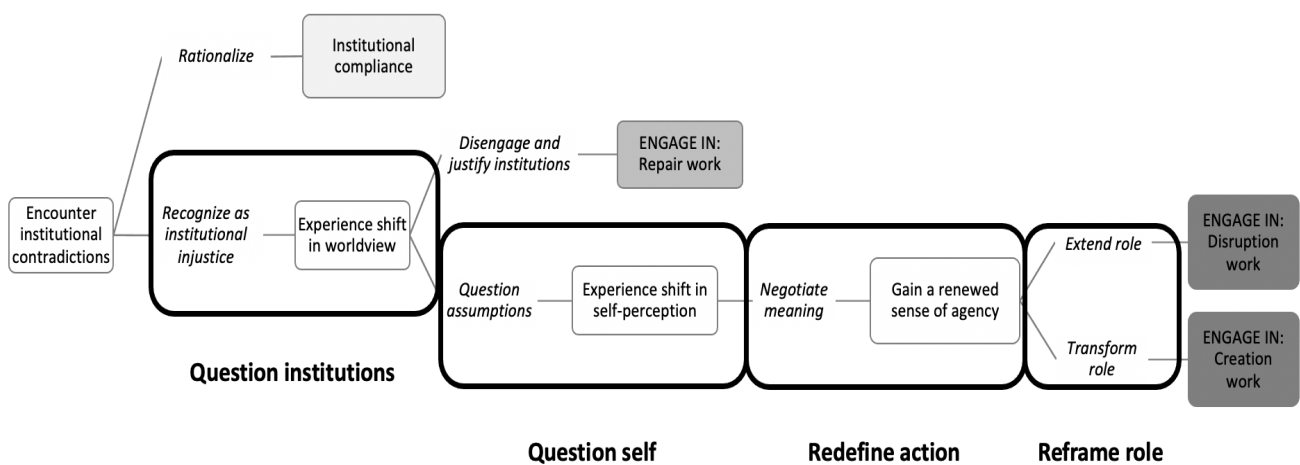 Rationalize
Institutional
compliance
Disengage and
justify institutions
ENGAGE IN:
Repair work
Encounter
institutional
contradictions
Recognize as
institutional
injustice
Experience shift
in worldview
Question
assumptions
Experience shift in
self-perception
Negotiate
meaning
Gain a renewed
sense of agency
Extend role
ENGAGE IN:
Disruption
work
Transform
role
ENGAGE IN:
Creation
work
Question institutions
Question self
Redefine action
Reframe role